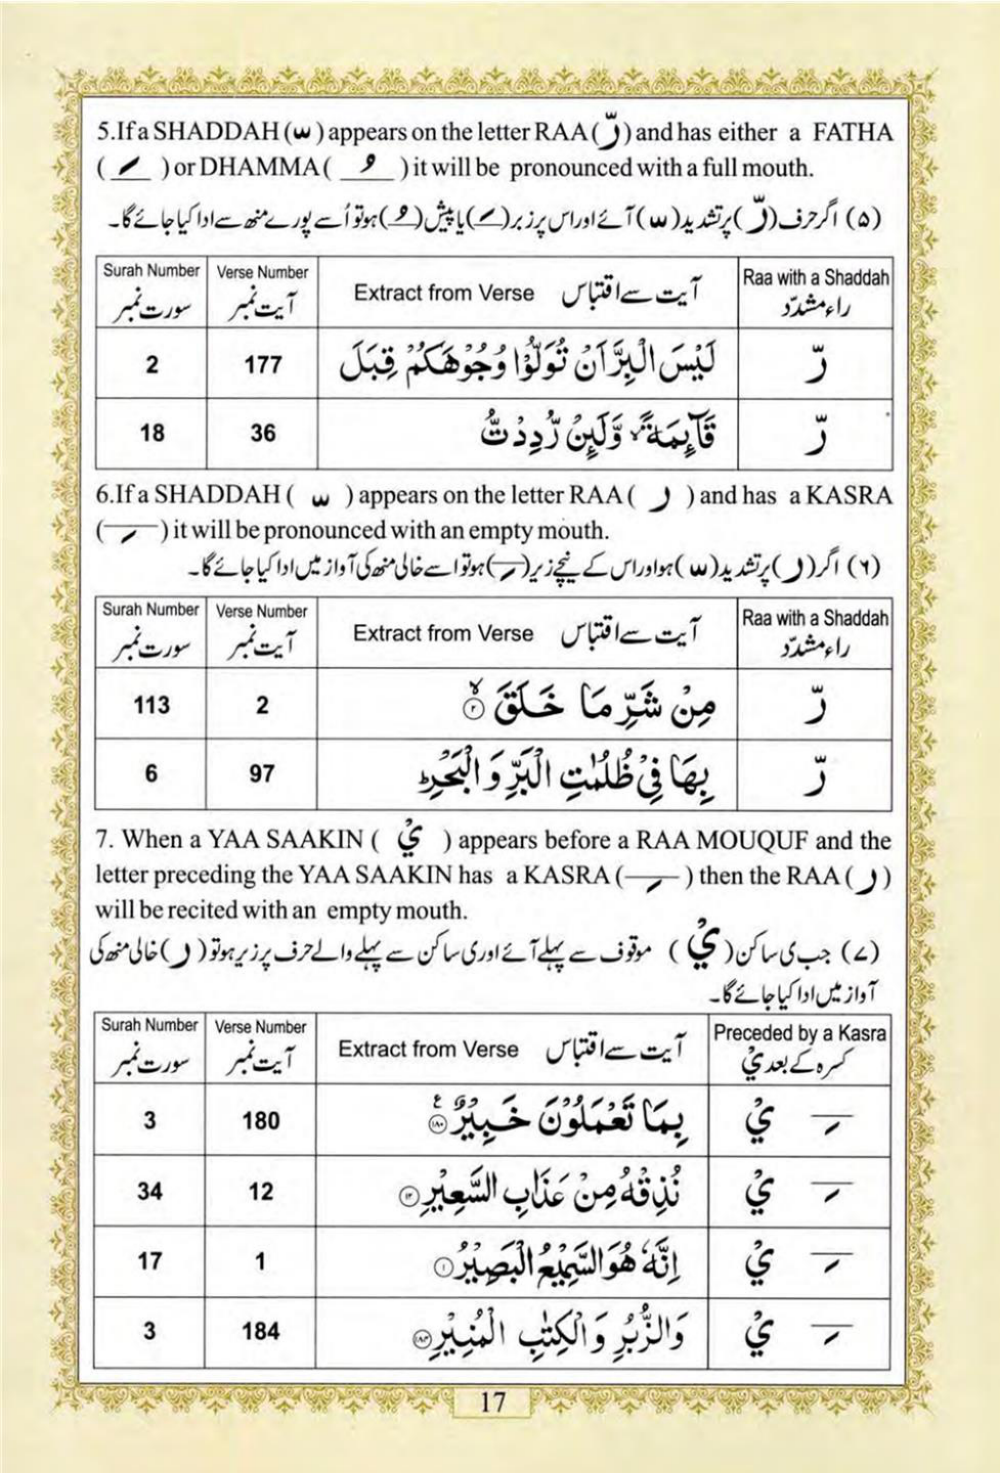 5.If a SHADDAH ( ّ ) appears on the letter RAA ( رّ ) and has either a FATHA
( َ ) or DHAMMA ( ُ ) it will be pronounced with a full mouth.
(۵) اگر حرف (رّ) پر تشدید ( ّ ) آئے اور اس پر زبر ( َ ) یا پیش ( ُ ) ہو تو اُسے پورے منھ سے ادا کیا جائے گا۔
Surah Number Verse Number Extract from Verse آیت سے اقتباس Raa with a Shaddah
سورت نمبر آیت نمبر راء مشدّد
2 177 لَيْسَ الْبِرَّ اَنْ تُوَلُّوْا وُجُوْهَكُمْ قِبَلَ رّ
18 36 قَآىِٕمَةً ۙ وَّلَىِٕنْ رُّدِدْتُّ رّ
6.If a SHADDAH ( ّ ) appears on the letter RAA ( ر ) and has a KASRA
( ِ ) it will be pronounced with an empty mouth.
(۶) اگر (ر) پر تشدید ( ّ ) ہو اور اس کے نیچے زیر ( ِ ) ہو تو اسے خالی منھ کی آواز میں ادا کیا جائے گا۔
Surah Number Verse Number Extract from Verse آیت سے اقتباس Raa with a Shaddah
سورت نمبر آیت نمبر راء مشدّد
113 2 مِنْ شَرِّ مَا خَلَقَ ۙ ۲ رّ
6 97 بِهَا فِيْ ظُلُمٰتِ الْبَرِّ وَالْبَحْرِ ؕ رّ
7. When a YAA SAAKIN ( يْ ) appears before a RAA MOUQUF and the
letter preceding the YAA SAAKIN has a KASRA ( ِ ) then the RAA ( ر )
will be recited with an empty mouth.
(۷) جب ی ساکن (يْ) موقوف سے پہلے آئے اور ی ساکن سے پہلے والے حرف پر زیر ہو تو (ر) خالی منھ کی
آواز میں ادا کیا جائے گا۔
Surah Number Verse Number Extract from Verse آیت سے اقتباس Preceded by a Kasra
سورت نمبر آیت نمبر کسرہ کے بعد يْ
3 180 بِمَا تَعْمَلُوْنَ خَبِيْرٌ ۧ ۱۸۰ يْ ِ
34 12 نُذِقْهُ مِنْ عَذَابِ السَّعِيْرِ ۱۲ يْ ِ
17 1 اِنَّهٗ هُوَ السَّمِيْعُ الْبَصِيْرُ ۱ يْ ِ
3 184 وَالزُّبُرِ وَالْكِتٰبِ الْمُنِيْرِ ۱۸۴ يْ ِ
17